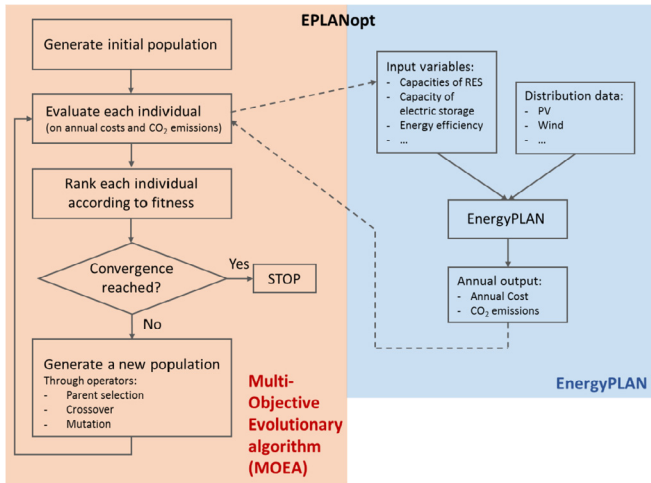 EPLANopt
Generate initial population
Evaluate each individual
(on annual costs and CO₂ emissions)
Rank each individual
according to fitness
Convergence
reached?
Yes
STOP
No
Generate a new population
Through operators:
- Parent selection
- Crossover
- Mutation
Multi-
Objective
Evolutionary
algorithm
(MOEA)
Input variables:
- Capacities of RES
- Capacity of
electric storage
- Energy efficiency
- ...
Distribution data:
- PV
- Wind
- ...
EnergyPLAN
Annual output:
- Annual Cost
- CO₂ emissions
EnergyPLAN